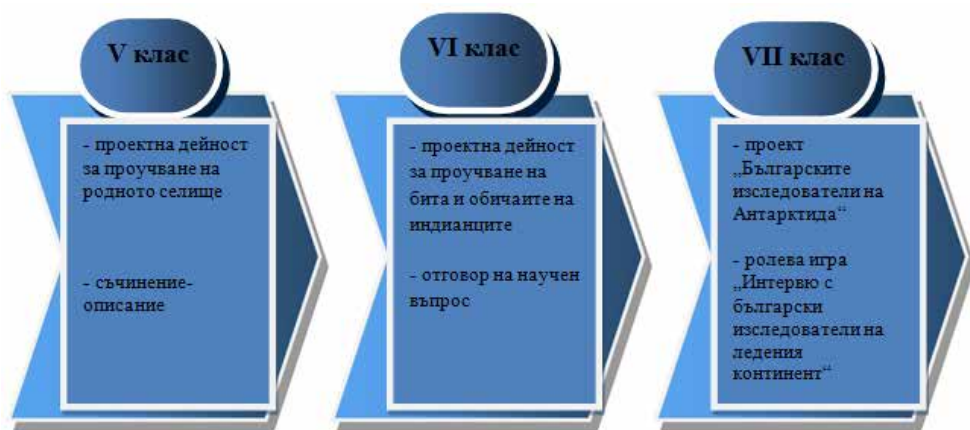 V клас
- проектна дейност
за проучване на
родното селище
- съчинение-
описание
VI клас
- проектна дейност
за проучване на
бита и обичаите на
индианците
- отговор на научен
въпрос
VII клас
- проект
„Българските
изследователи на
Антарктида“
- ролева игра
„Интервю с
български
изследователи на
ледения
континент“